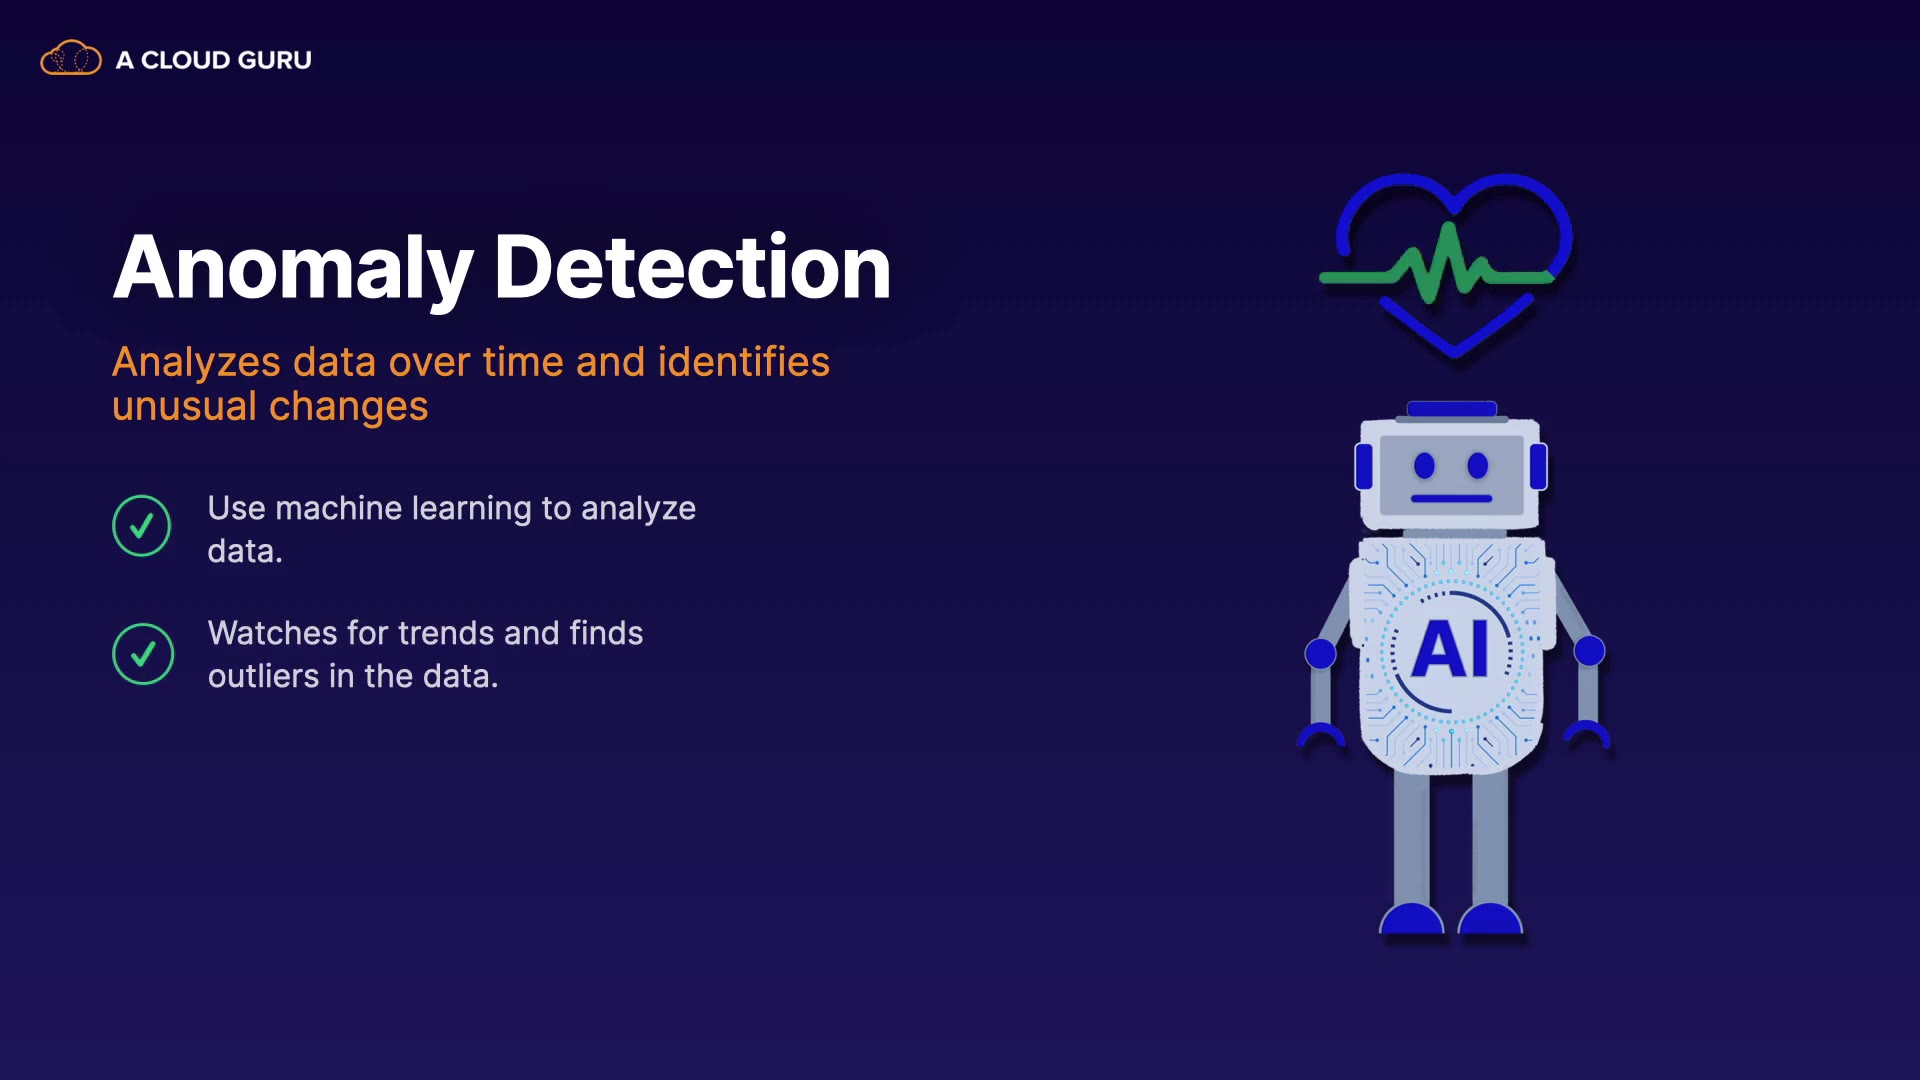 A CLOUD GURU
Anomaly Detection
Analyzes data over time and identifies
unusual changes
Use machine learning to analyze
data.
Watches for trends and finds
outliers in the data.
AI